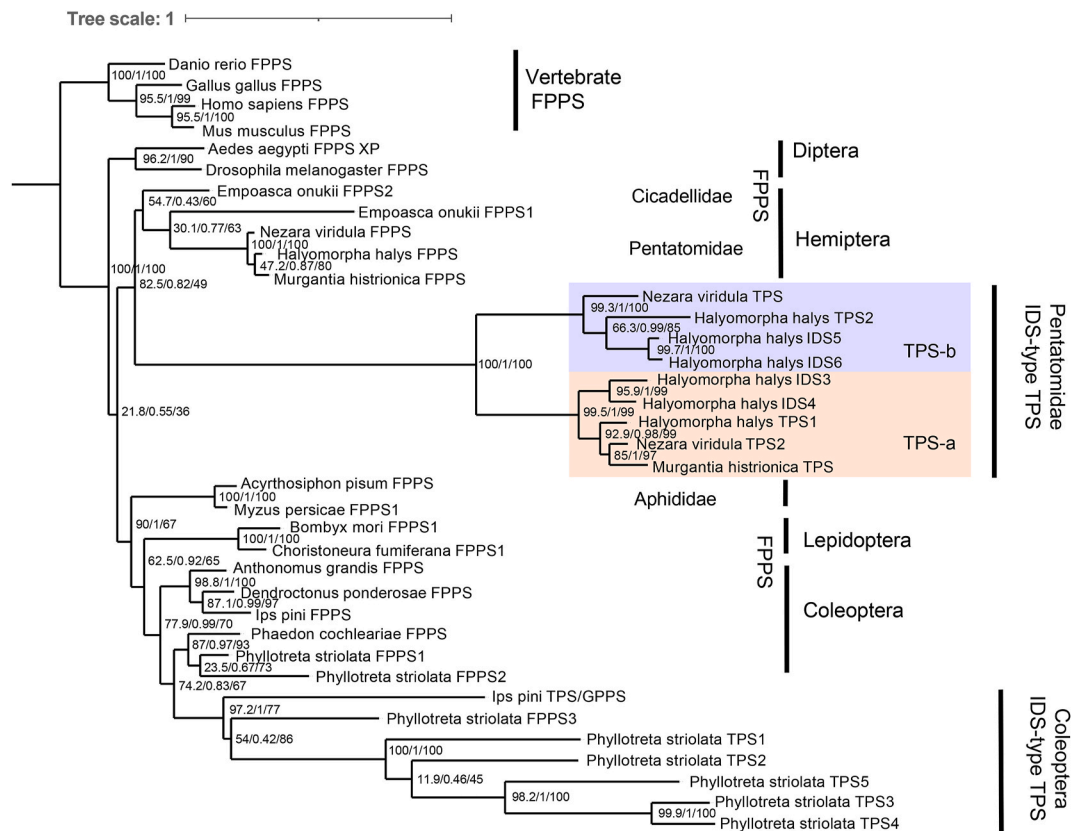 Tree scale: 1
Danio rerio FPPS
100/1/100
Gallus gallus FPPS
95.5/1/99
Homo sapiens FPPS
95.5/1/100
Mus musculus FPPS
Vertebrate
FPPS
Aedes aegypti FPPS XP
96.2/1/90
Drosophila melanogaster FPPS
Diptera
FPPS
Empoasca onukii FPPS2
54.7/0.43/60
Cicadellidae
Empoasca onukii FPPS1
30.1/0.77/63
Nezara viridula FPPS
100/1/100
Pentatomidae
Hemiptera
Halyomorpha halys FPPS
47.2/0.87/80
100/1/100
Murgantia histrionica FPPS
82.5/0.82/49
Nezara viridula TPS
99.3/1/100
Halyomorpha halys TPS2
66.3/0.99/85
Halyomorpha halys IDS5
99.7/1/100
TPS-b
Halyomorpha halys IDS6
100/1/100
Pentatomidae
IDS-type TPS
Halyomorpha halys IDS3
95.9/1/99
Halyomorpha halys IDS4
99.5/1/99
21.8/0.55/36
Halyomorpha halys TPS1
92.9/0.98/99
Nezara viridula TPS2
TPS-a
85/1/97
Murgantia histrionica TPS
Acyrthosiphon pisum FPPS
100/1/100
Aphididae
Myzus persicae FPPS1
90/1/67
Bombyx mori FPPS1
100/1/100
Lepidoptera
Choristoneura fumiferana FPPS1
FPPS
62.5/0.92/65
Anthonomus grandis FPPS
98.8/1/100
Dendroctonus ponderosae FPPS
87.1/0.99/97
Coleoptera
Ips pini FPPS
77.9/0.99/70
Phaedon cochleariae FPPS
87/0.97/93
Phyllotreta striolata FPPS1
23.5/0.67/73
Phyllotreta striolata FPPS2
74.2/0.83/67
Ips pini TPS/GPPS
97.2/1/77
Phyllotreta striolata FPPS3
54/0.42/86
Phyllotreta striolata TPS1
100/1/100
Phyllotreta striolata TPS2
11.9/0.46/45
Phyllotreta striolata TPS5
98.2/1/100
Phyllotreta striolata TPS3
99.9/1/100
Phyllotreta striolata TPS4
Coleoptera
IDS-type TPS